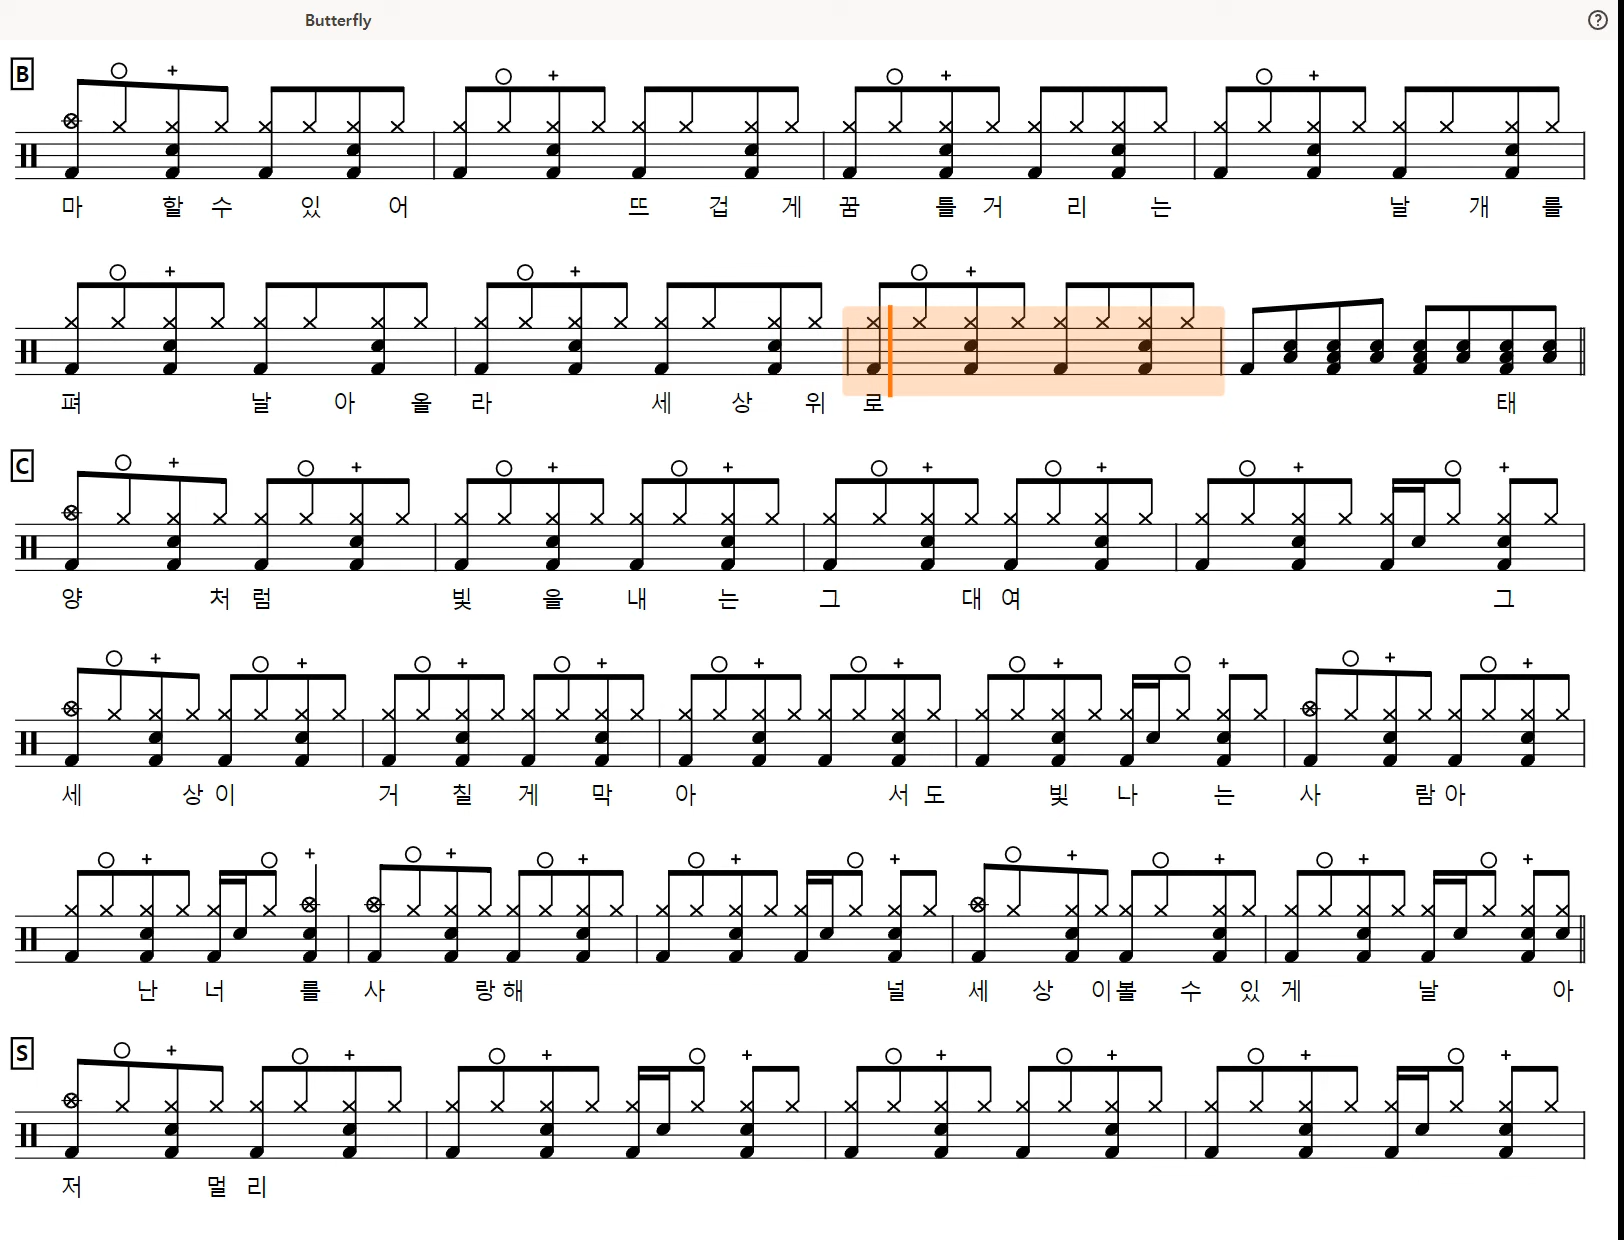 Butterfly
?
B
마 할 수 있 어 뜨 겁 게 꿈 틀 거 리 는 날 개 를
펴 날 아 올 라 세 상 위 로 태
C
양 처 럼 빛 을 내 는 그 대 여 그
세 상 이 거 칠 게 막 아 서 도 빛 나 는 사 람 아
난 너 를 사 랑 해 널 세 상 이 볼 수 있 게 날 아
S
저 멀 리